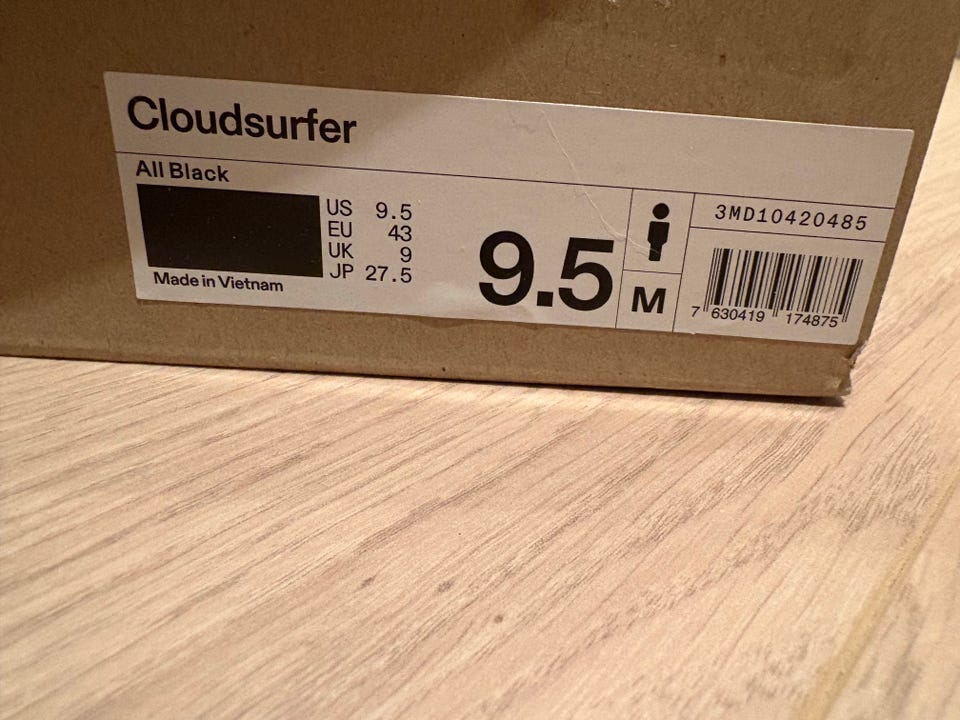 Cloudsurfer
All Black
US 9.5
EU 43
UK 9
JP 27.5
Made in Vietnam
9.5
M
3MD10420485
7 630419 174875